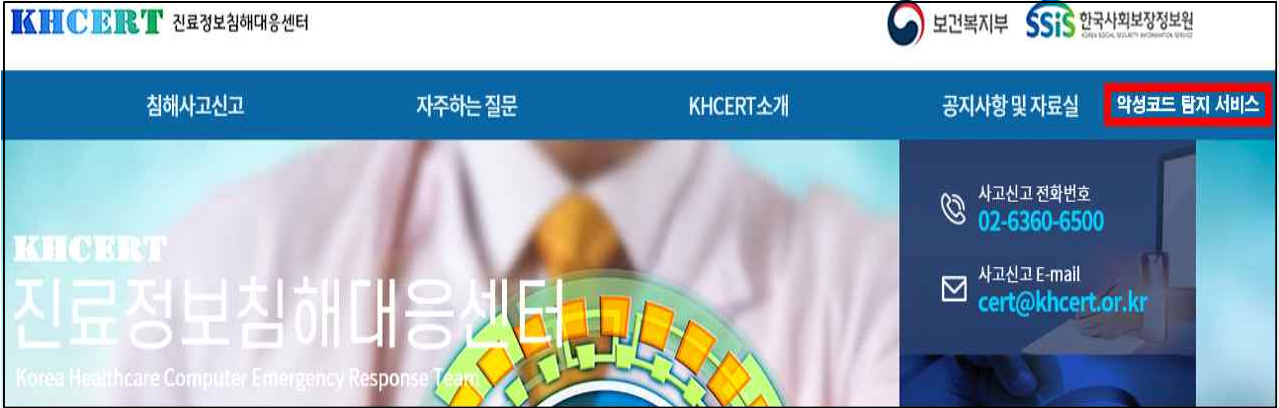 KHCERT 진료정보침해대응센터
보건복지부 SSiS 한국사회보장정보원
KOREA SOCIAL SECURITY INFORMATION SERVICE
침해사고신고 자주하는 질문 KHCERT소개 공지사항 및 자료실 악성코드 탐지 서비스
사고신고 전화번호
02-6360-6500
사고신고 E-mail
cert@khcert.or.kr
KHCERT
진료정보침해대응센터
Korea Healthcare Computer Emergency Response Team